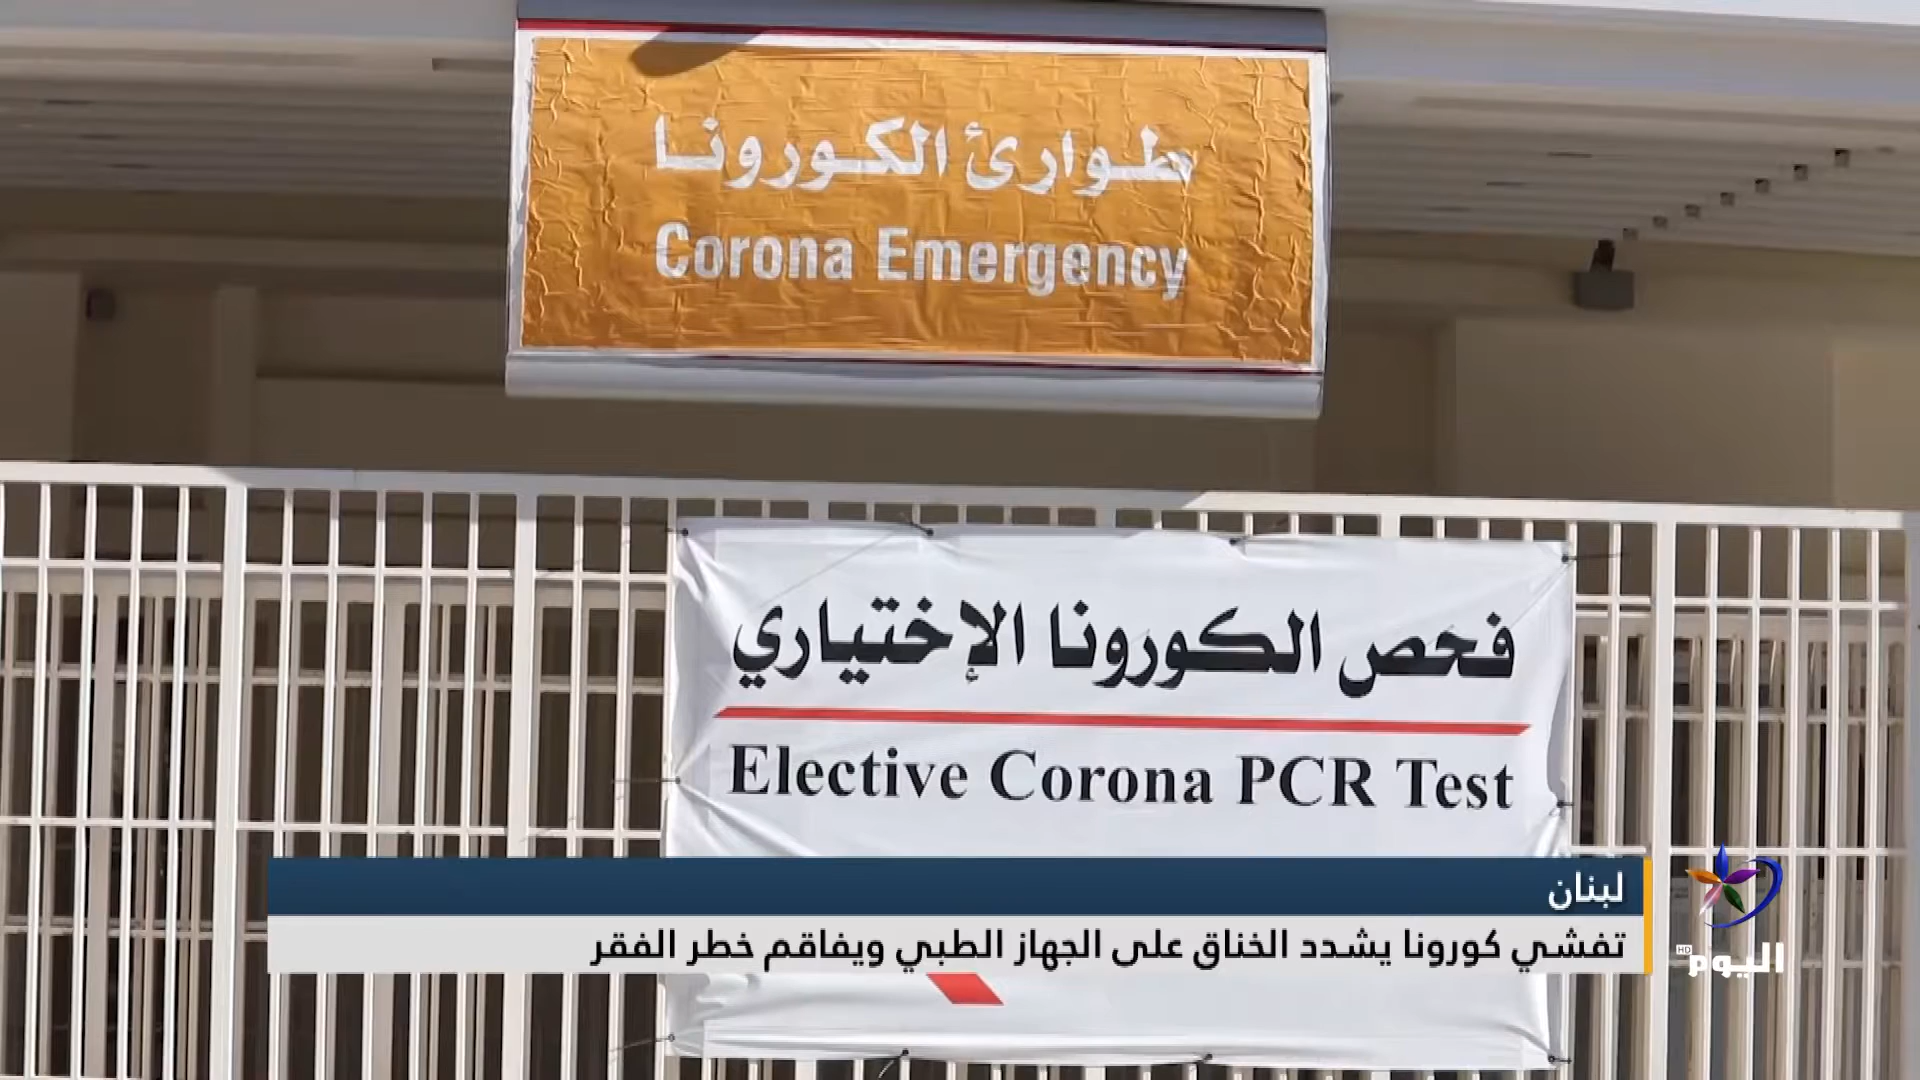 طوارئ الكورونا
Corona Emergency
فحص الكورونا الإختياري
Elective Corona PCR Test
لبنان
تفشي كورونا يشدد الخناق على الجهاز الطبي ويفاقم خطر الفقر
اليوم
HD